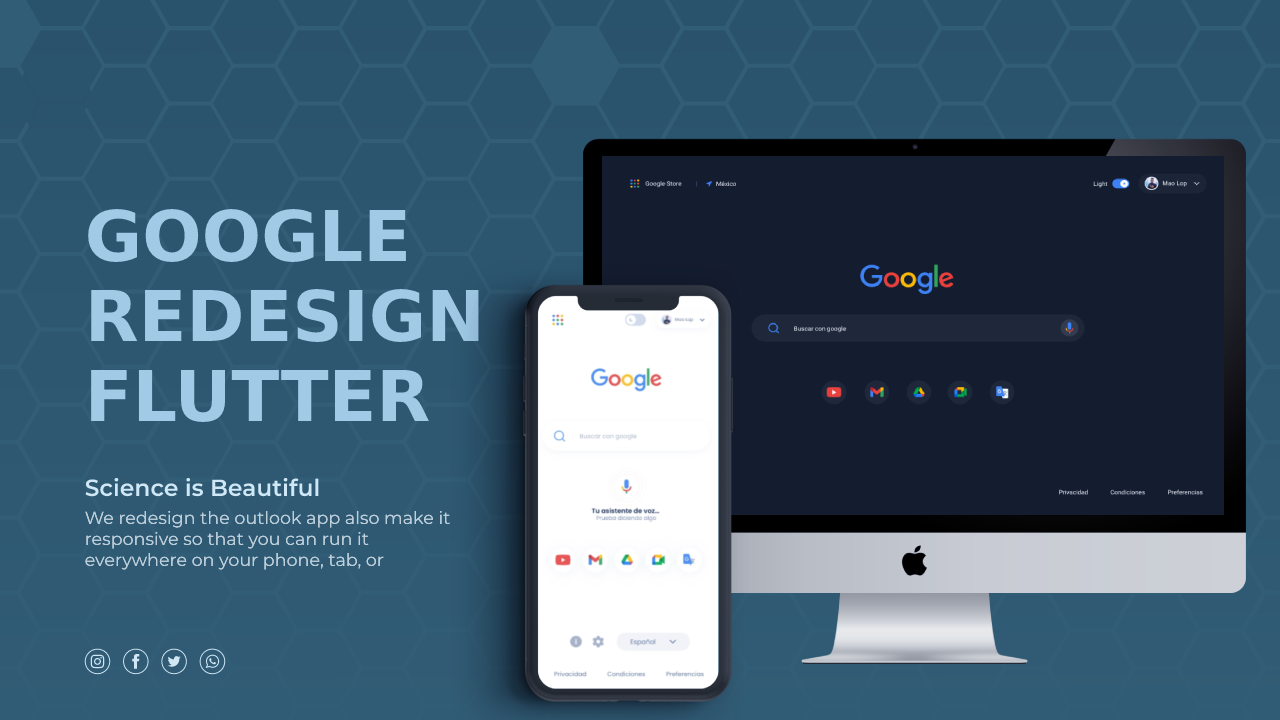 GOOGLE
REDESIGN
FLUTTER
Science is Beautiful
We redesign the outlook app also make it
responsive so that you can run it
everywhere on your phone, tab, or
Google Store
México
Light
Mao Lop
Google
Buscar con google
Privacidad
Condiciones
Preferencias
Mao Lop
Google
Buscar con google
Tu asistente de voz...
Prueba diciendo algo
Español
Privacidad
Condiciones
Preferencias